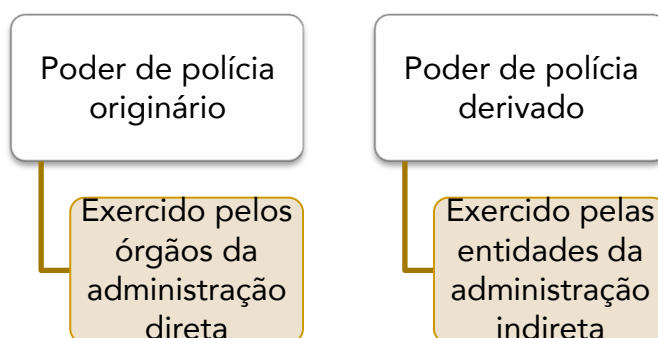 Poder de polícia
originário
Exercido pelos
órgãos da
administração
direta
Poder de polícia
derivado
Exercido pelas
entidades da
administração
indireta